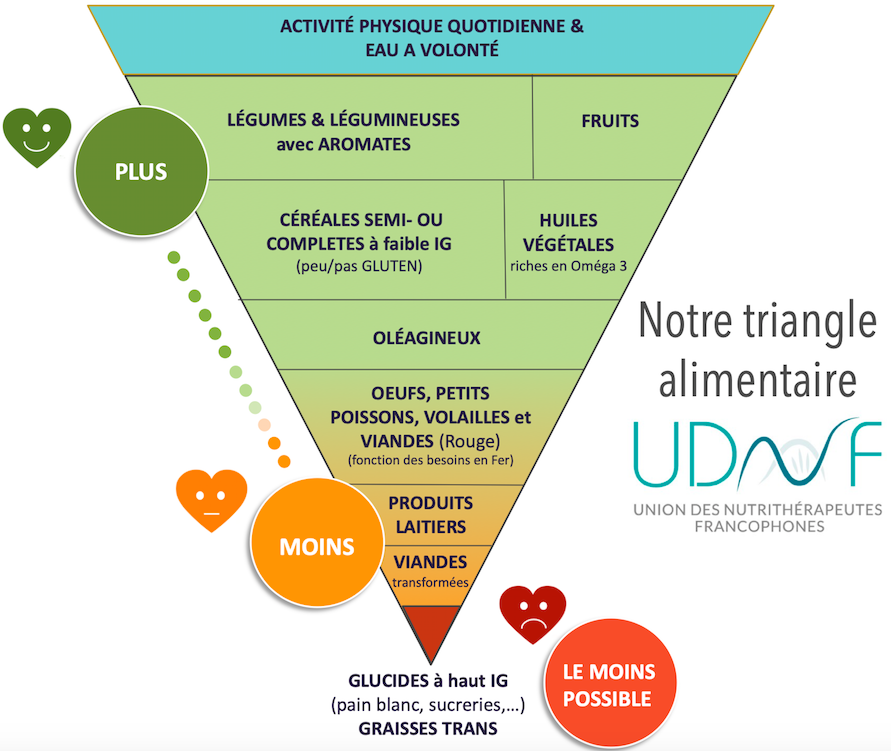 ACTIVITÉ PHYSIQUE QUOTIDIENNE &
EAU A VOLONTÉ
LÉGUMES & LÉGUMINEUSES
avec AROMATES
FRUITS
PLUS
CÉRÉALES SEMI- OU
COMPLETES à faible IG
(peu/pas GLUTEN)
HUILES
VÉGÉTALES
riches en Oméga 3
OLÉAGINEUX
Notre triangle
alimentaire
UDNF
UNION DES NUTRITHÉRAPEUTES
FRANCOPHONES
OEUFS, PETITS
POISSONS, VOLAILLES et
VIANDES (Rouge)
(fonction des besoins en Fer)
PRODUITS
LAITIERS
MOINS
VIANDES
transformées
GLUCIDES à haut IG
(pain blanc, sucreries,...)
GRAISSES TRANS
LE MOINS
POSSIBLE